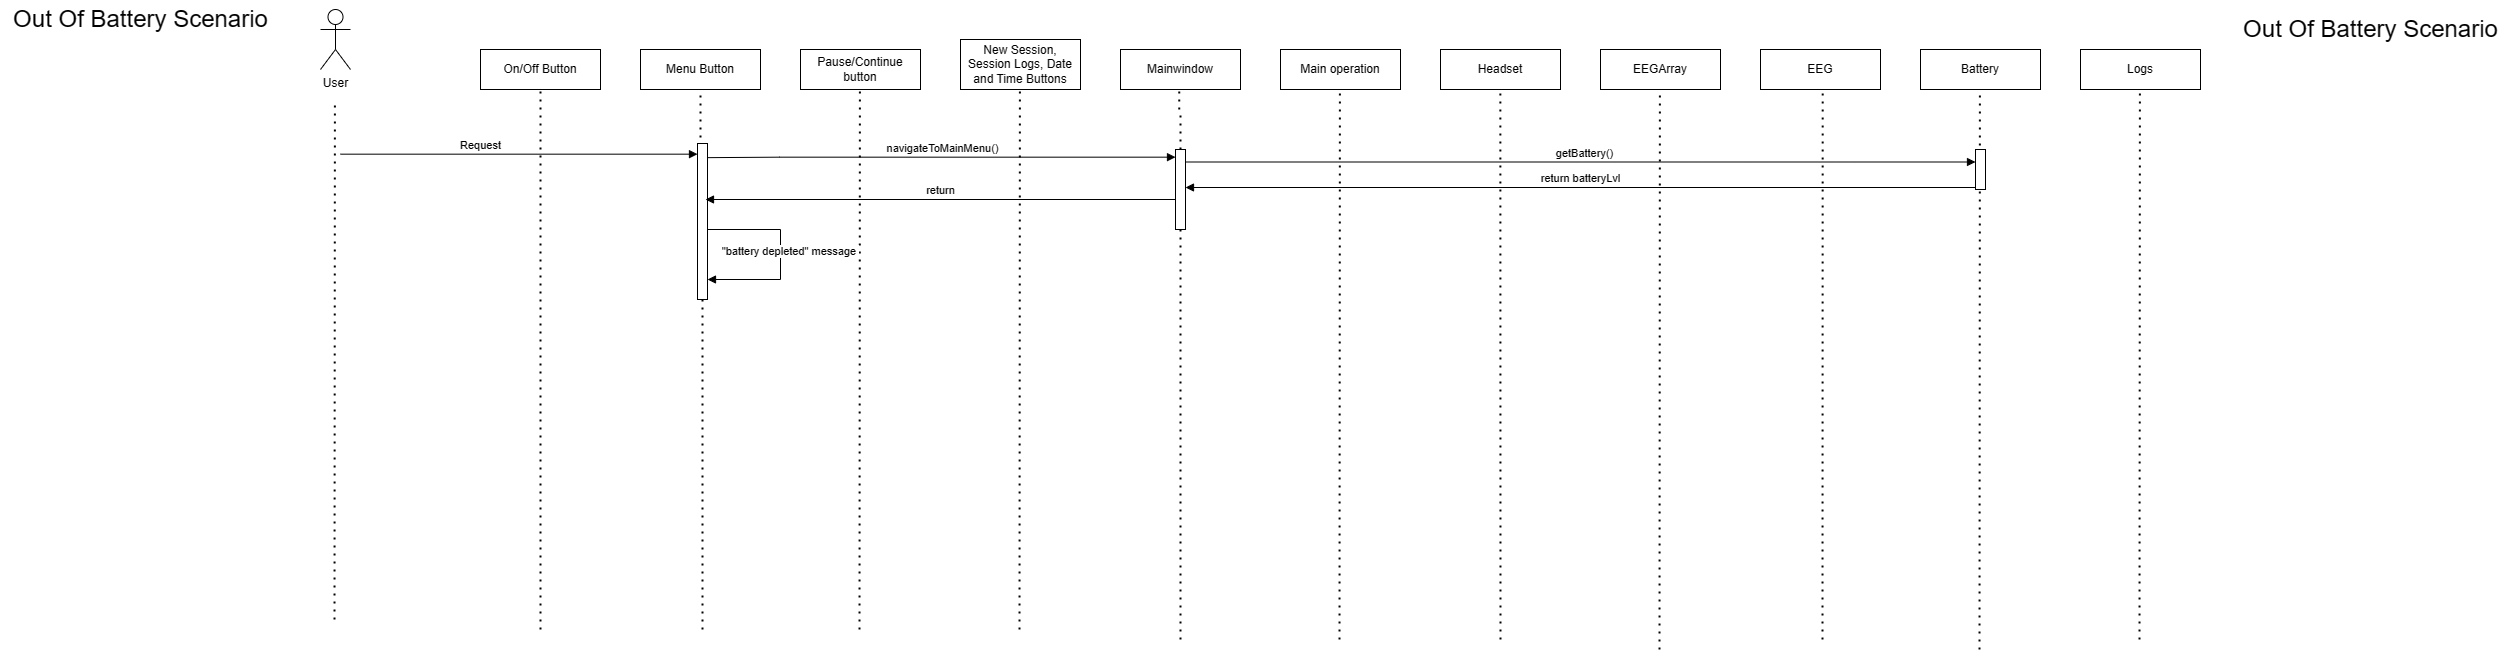 Out Of Battery Scenario
Out Of Battery Scenario
User
On/Off Button
Menu Button
Pause/Continue
button
New Session,
Session Logs, Date
and Time Buttons
Mainwindow
Main operation
Headset
EEGArray
EEG
Battery
Logs
Request
navigateToMainMenu()
getBattery()
return batteryLvl
return
"battery depleted" message